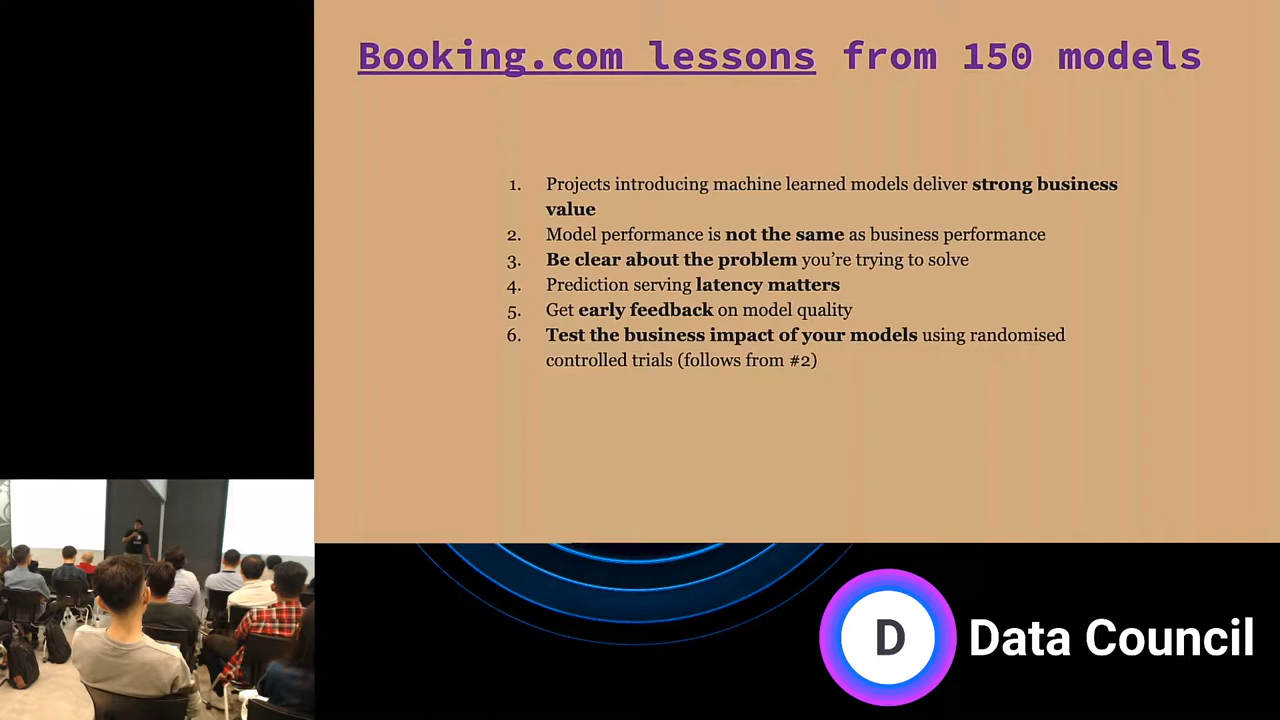 Booking.com lessons from 150 models
1. Projects introducing machine learned models deliver strong business
value
2. Model performance is not the same as business performance
3. Be clear about the problem you’re trying to solve
4. Prediction serving latency matters
5. Get early feedback on model quality
6. Test the business impact of your models using randomised
controlled trials (follows from #2)
D Data Council